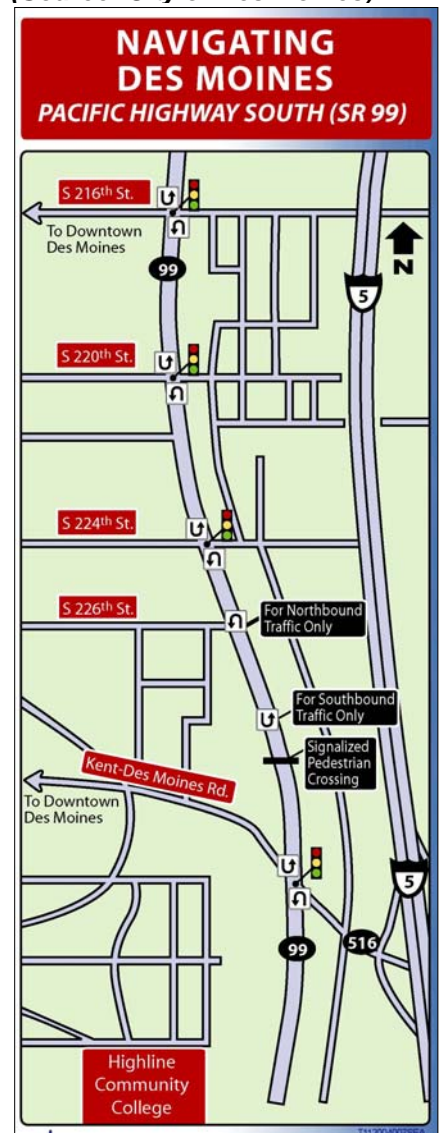 NAVIGATING
DES MOINES
PACIFIC HIGHWAY SOUTH (SR 99)
S 216th St.
To Downtown
Des Moines
99
N
5
S 220th St.
S 224th St.
S 226th St.
For Northbound
Traffic Only
For Southbound
Traffic Only
Signalized
Pedestrian
Crossing
Kent-Des Moines Rd.
To Downtown
Des Moines
5
99
516
Highline
Community
College